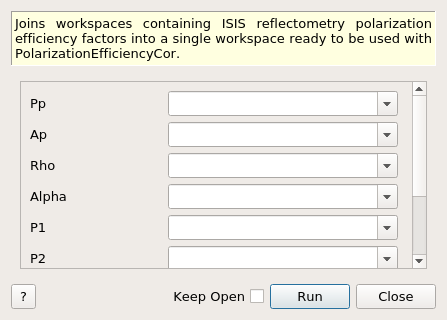 Joins workspaces containing ISIS reflectometry polarization
efficiency factors into a single workspace ready to be used with
PolarizationEfficiencyCor.
Pp
Ap
Rho
Alpha
P1
P2
?
Keep Open
Run
Close